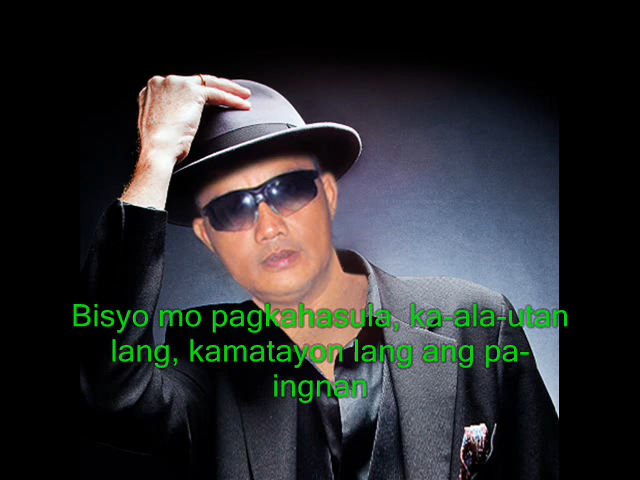 Bisyo mo pagkahasula, ka-ala-utan
lang, kamatayon lang ang pa-
ingnan